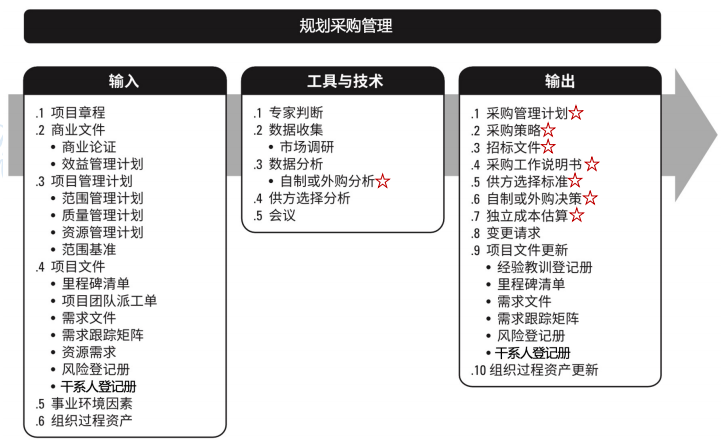 规划采购管理
输入
.1 项目章程
.2 商业文件
• 商业论证
• 效益管理计划
.3 项目管理计划
• 范围管理计划
• 质量管理计划
• 资源管理计划
• 范围基准
.4 项目文件
• 里程碑清单
• 项目团队派工单
• 需求文件
• 需求跟踪矩阵
• 资源需求
• 风险登记册
• 干系人登记册
.5 事业环境因素
.6 组织过程资产
工具与技术
.1 专家判断
.2 数据收集
• 市场调研
.3 数据分析
• 自制或外购分析☆
.4 供方选择分析
.5 会议
输出
.1 采购管理计划☆
.2 采购策略☆
.3 招标文件☆
.4 采购工作说明书☆
.5 供方选择标准☆
.6 自制或外购决策☆
.7 独立成本估算☆
.8 变更请求
.9 项目文件更新
• 经验教训登记册
• 里程碑清单
• 需求文件
• 需求跟踪矩阵
• 风险登记册
• 干系人登记册
.10 组织过程资产更新